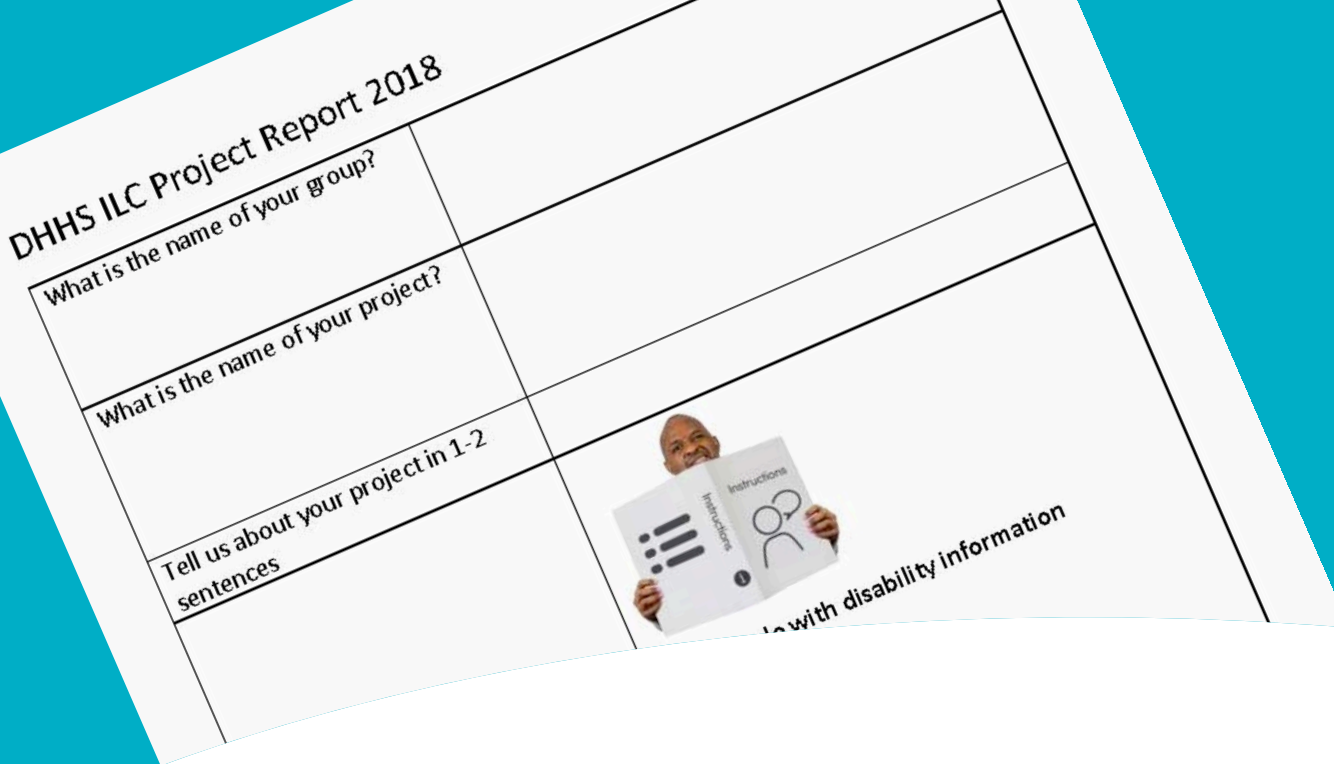 DHHS ILC Project Report 2018
What is the name of your group?
What is the name of your project?
Tell us about your project in 1-2
sentences
Instructions
Instructions
with disability information